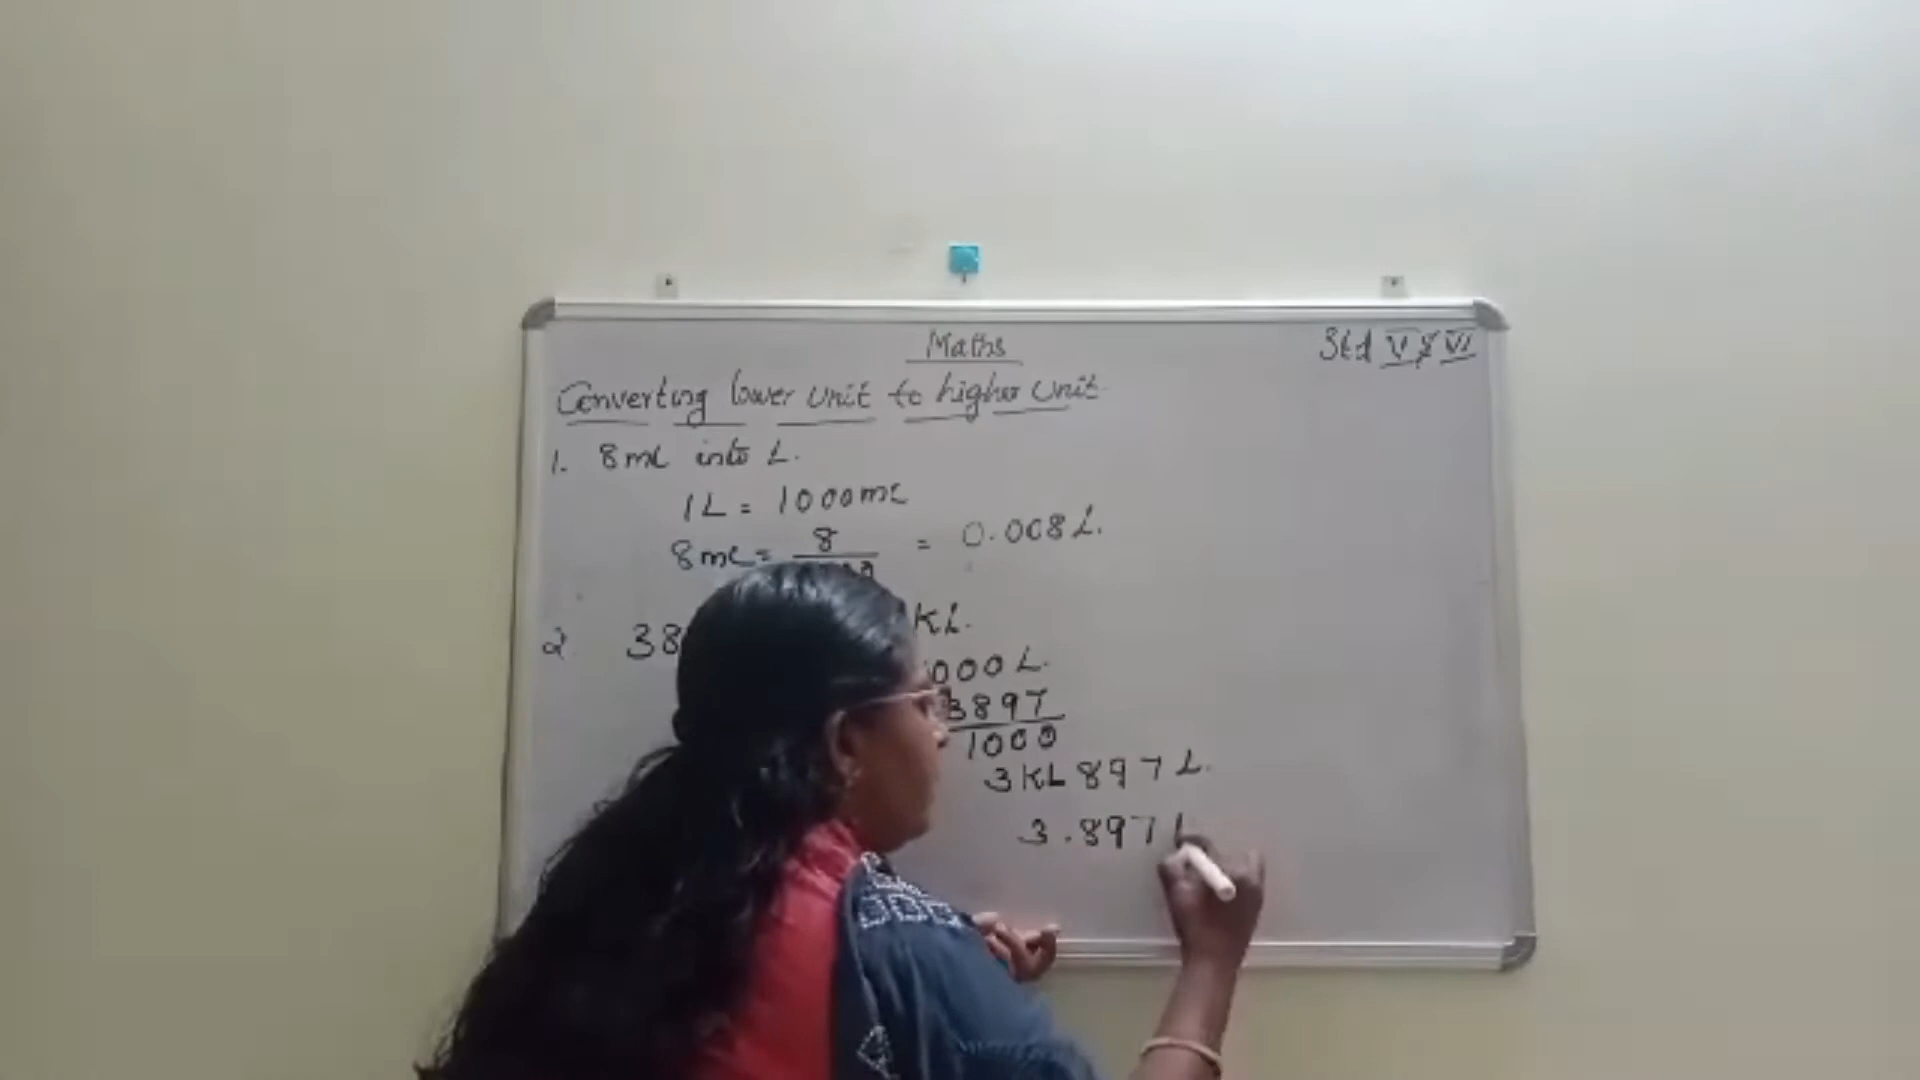 Maths
Std V & VI
Converting lower unit to higher unit.
1. 8ml into L.
1L = 1000ml
8ml = 8 = 0.008L.
2. 38 KL.
000L.
3897
1000
3KL 897L.
3.897